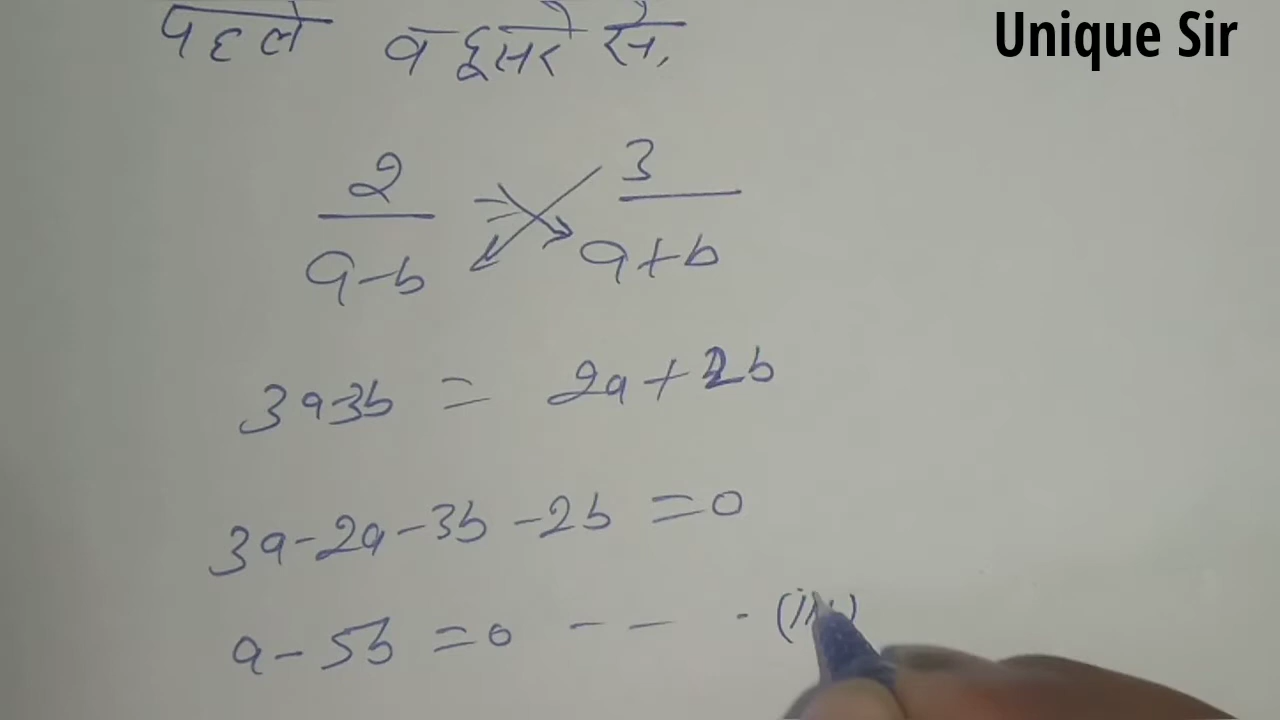 Unique Sir
पहले व दूसरे से,
2 = 3
a-b a+b
3a-3b = 2a+2b
3a-2a-3b-2b=0
a-5b=0 - - -